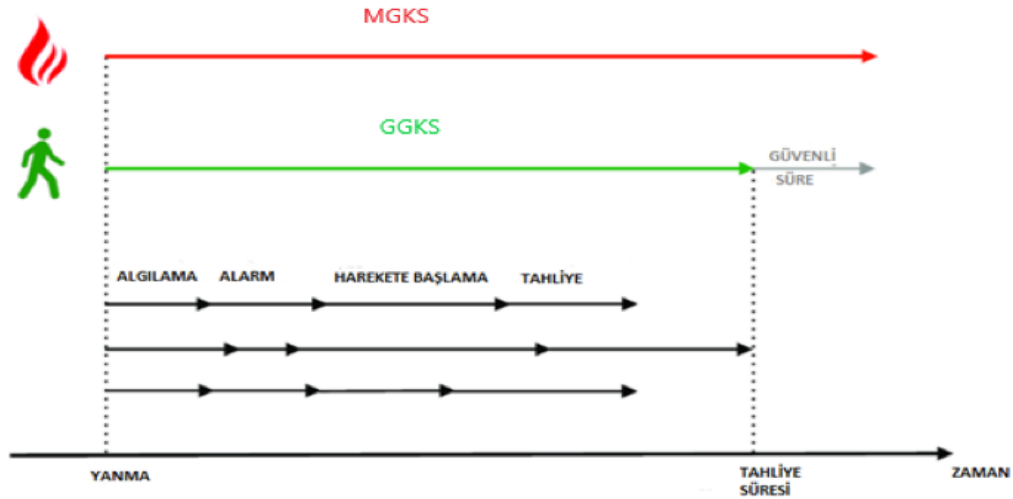 MGKS
GGKS
GÜVENLİ
SÜRE
ALGILAMA ALARM HAREKETE BAŞLAMA TAHLİYE
YANMA
TAHLİYE
SÜRESİ
ZAMAN